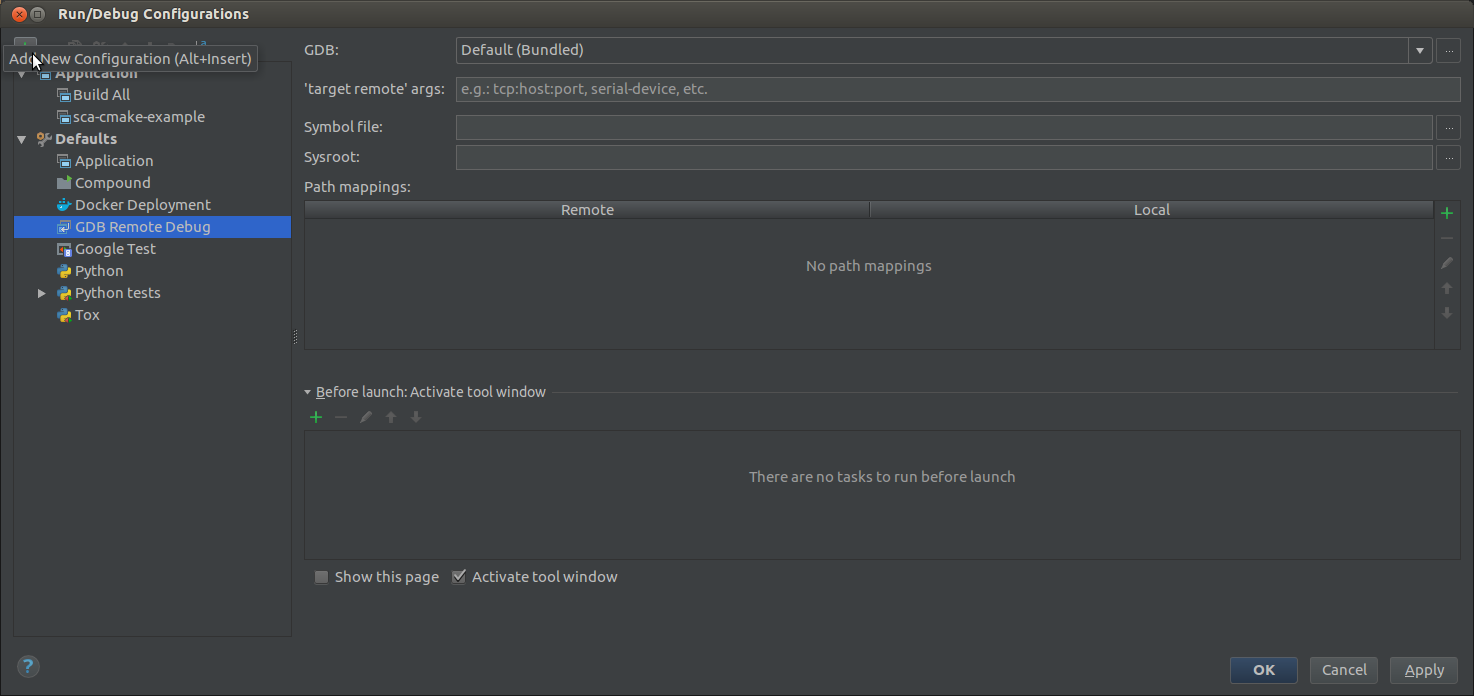 Run/Debug Configurations
Add New Configuration (Alt+Insert)
Application
Build All
sca-cmake-example
Defaults
Application
Compound
Docker Deployment
GDB Remote Debug
Google Test
Python
Python tests
Tox
GDB:
Default (Bundled)
...
'target remote' args:
e.g.: tcp:host:port, serial-device, etc.
Symbol file:
...
Sysroot:
...
Path mappings:
Remote
Local
No path mappings
Before launch: Activate tool window
There are no tasks to run before launch
Show this page
Activate tool window
?
OK
Cancel
Apply